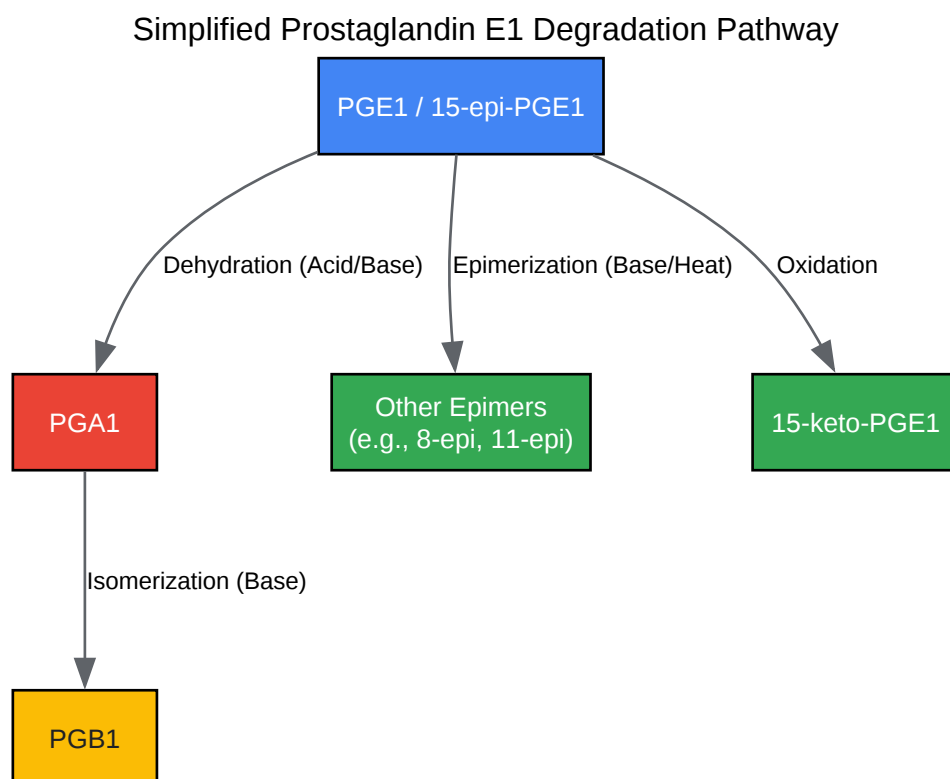 Simplified Prostaglandin E1 Degradation Pathway
PGE1 / 15-epi-PGE1
Dehydration (Acid/Base)
Epimerization (Base/Heat)
Oxidation
PGA1
Other Epimers
(e.g., 8-epi, 11-epi)
15-keto-PGE1
Isomerization (Base)
PGB1